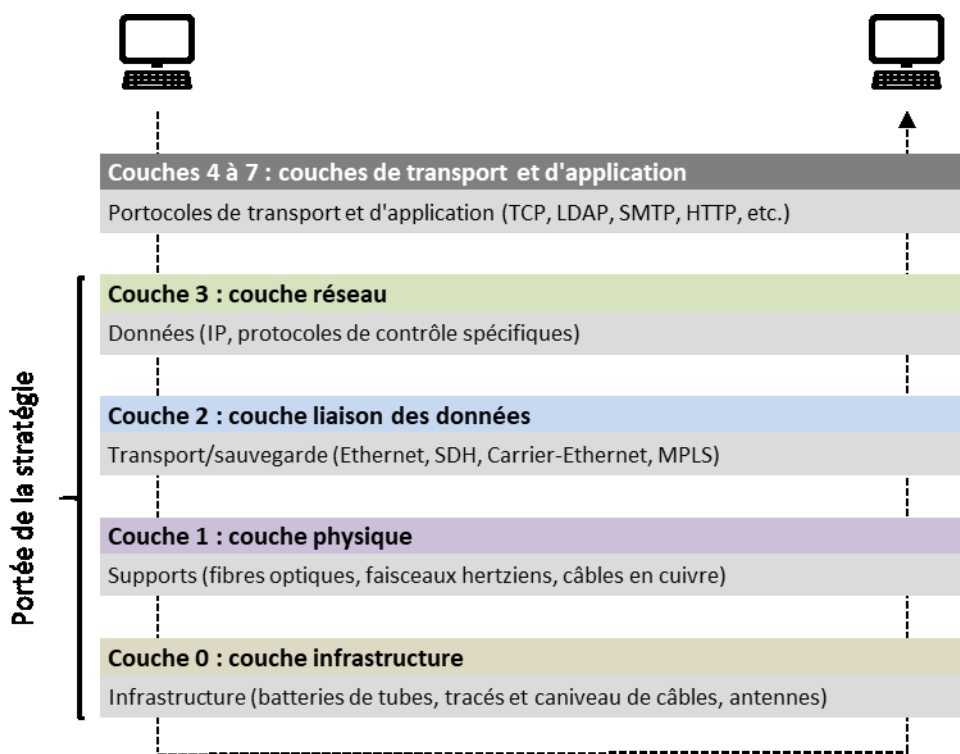 Couches 4 à 7 : couches de transport et d'application
Portocoles de transport et d'application (TCP, LDAP, SMTP, HTTP, etc.)
Portée de la stratégie
Couche 3 : couche réseau
Données (IP, protocoles de contrôle spécifiques)
Couche 2 : couche liaison des données
Transport/sauvegarde (Ethernet, SDH, Carrier-Ethernet, MPLS)
Couche 1 : couche physique
Supports (fibres optiques, faisceaux hertziens, câbles en cuivre)
Couche 0 : couche infrastructure
Infrastructure (batteries de tubes, tracés et caniveau de câbles, antennes)